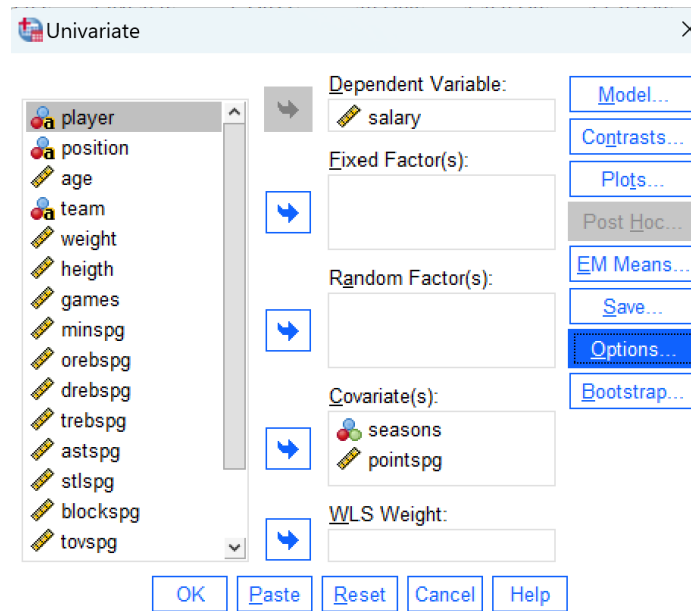 Univariate
player
position
age
team
weight
heigth
games
minspg
orebspg
drebspg
trebspg
astspg
stlspg
blockspg
tovspg
Dependent Variable:
salary
Fixed Factor(s):
Random Factor(s):
Covariate(s):
seasons
pointspg
WLS Weight:
Model...
Contrasts...
Plots...
Post Hoc...
EM Means...
Save...
Options...
Bootstrap...
OK Paste Reset Cancel Help